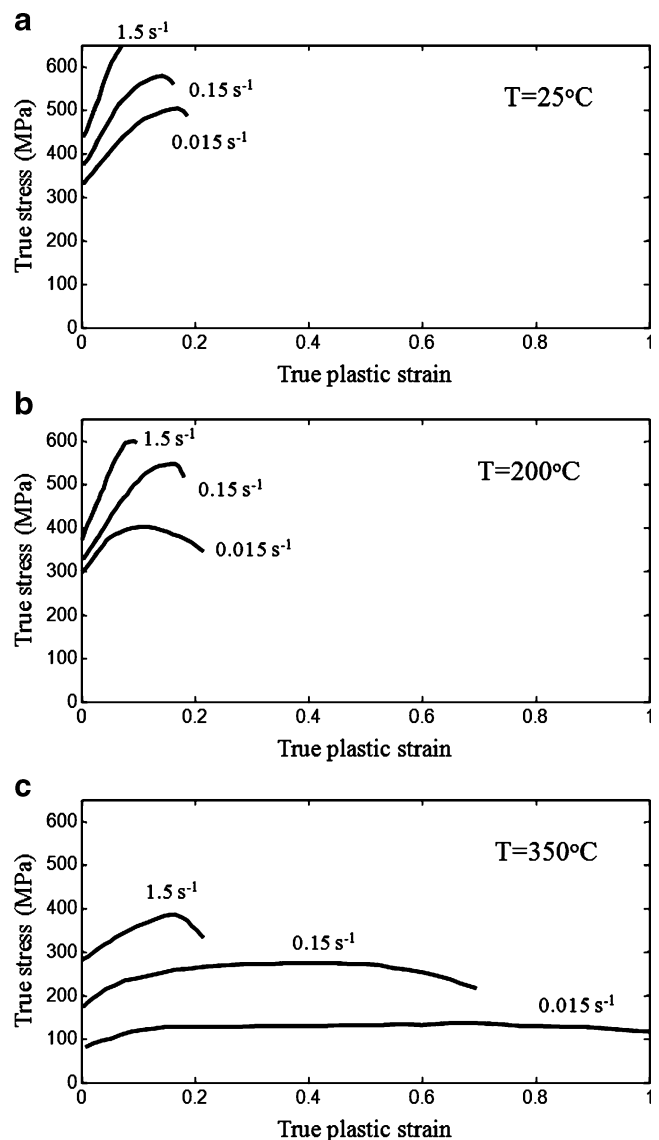 a
1.5 s⁻¹
600
0.15 s⁻¹
T=25°C
500
0.015 s⁻¹
400
300
200
100
0
True stress (MPa)
0 0.2 0.4 0.6 0.8 1
True plastic strain
b
600
1.5 s⁻¹
T=200°C
500
0.15 s⁻¹
400
0.015 s⁻¹
300
200
100
0
True stress (MPa)
0 0.2 0.4 0.6 0.8 1
True plastic strain
c
600
T=350°C
500
1.5 s⁻¹
400
0.15 s⁻¹
300
200
0.015 s⁻¹
100
0
True stress (MPa)
0 0.2 0.4 0.6 0.8 1
True plastic strain